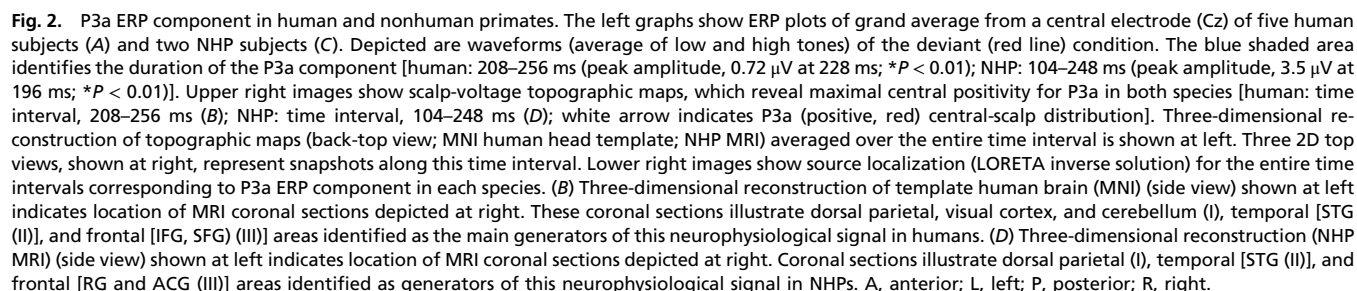 Fig. 2. P3a ERP component in human and nonhuman primates. The left graphs show ERP plots of grand average from a central electrode (Cz) of five human
subjects (A) and two NHP subjects (C). Depicted are waveforms (average of low and high tones) of the deviant (red line) condition. The blue shaded area
identifies the duration of the P3a component [human: 208–256 ms (peak amplitude, 0.72 μV at 228 ms; *P < 0.01); NHP: 104–248 ms (peak amplitude, 3.5 μV at
196 ms; *P < 0.01)]. Upper right images show scalp-voltage topographic maps, which reveal maximal central positivity for P3a in both species [human: time
interval, 208–256 ms (B); NHP: time interval, 104–248 ms (D); white arrow indicates P3a (positive, red) central-scalp distribution]. Three-dimensional re-
construction of topographic maps (back-top view; MNI human head template; NHP MRI) averaged over the entire time interval is shown at left. Three 2D top
views, shown at right, represent snapshots along this time interval. Lower right images show source localization (LORETA inverse solution) for the entire time
intervals corresponding to P3a ERP component in each species. (B) Three-dimensional reconstruction of template human brain (MNI) (side view) shown at left
indicates location of MRI coronal sections depicted at right. These coronal sections illustrate dorsal parietal, visual cortex, and cerebellum (I), temporal [STG
(II)], and frontal [IFG, SFG) (III)] areas identified as the main generators of this neurophysiological signal in humans. (D) Three-dimensional reconstruction (NHP
MRI) (side view) shown at left indicates location of MRI coronal sections depicted at right. Coronal sections illustrate dorsal parietal (I), temporal [STG (II)], and
frontal [RG and ACG (III)] areas identified as generators of this neurophysiological signal in NHPs. A, anterior; L, left; P, posterior; R, right.